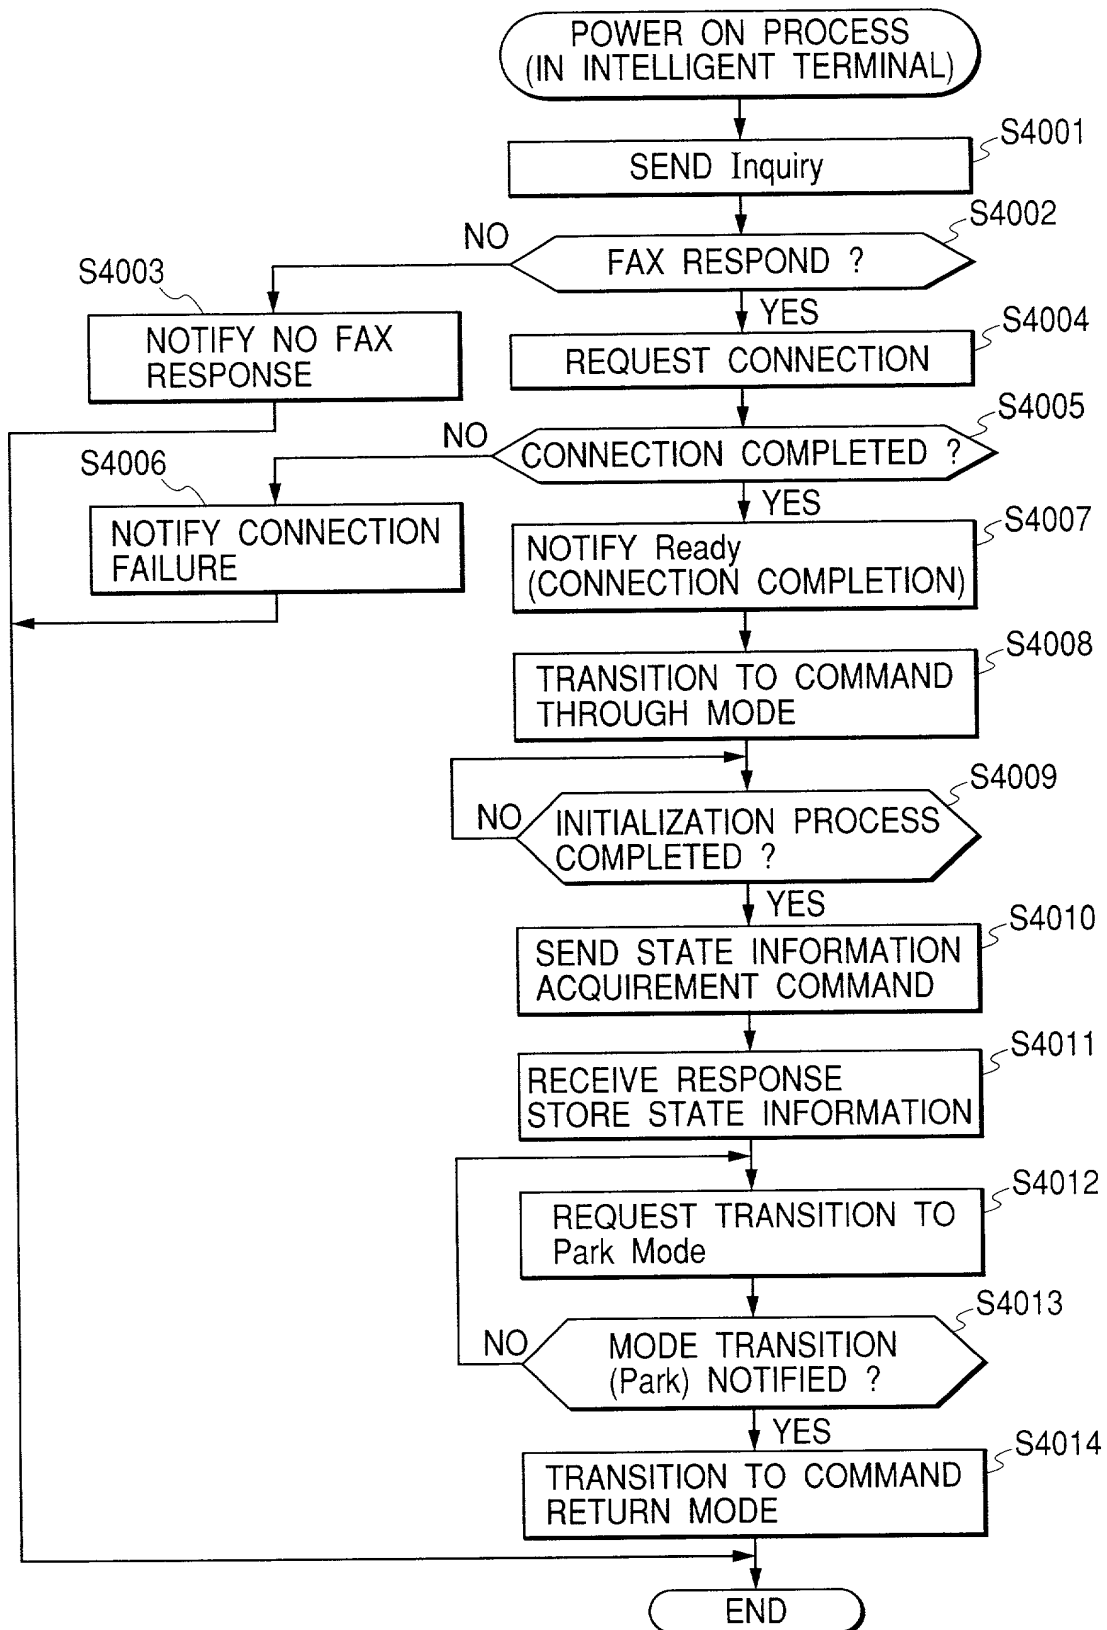 POWER ON PROCESS
(IN INTELLIGENT TERMINAL)
S4001
SEND Inquiry
S4002
NO
FAX RESPOND ?
S4003
YES
NOTIFY NO FAX
RESPONSE
S4004
REQUEST CONNECTION
S4005
NO
CONNECTION COMPLETED ?
S4006
YES
NOTIFY CONNECTION
FAILURE
S4007
NOTIFY Ready
(CONNECTION COMPLETION)
S4008
TRANSITION TO COMMAND
THROUGH MODE
S4009
NO
INITIALIZATION PROCESS
COMPLETED ?
YES
S4010
SEND STATE INFORMATION
ACQUIREMENT COMMAND
S4011
RECEIVE RESPONSE
STORE STATE INFORMATION
S4012
REQUEST TRANSITION TO
Park Mode
S4013
NO
MODE TRANSITION
(Park) NOTIFIED ?
YES
S4014
TRANSITION TO COMMAND
RETURN MODE
END